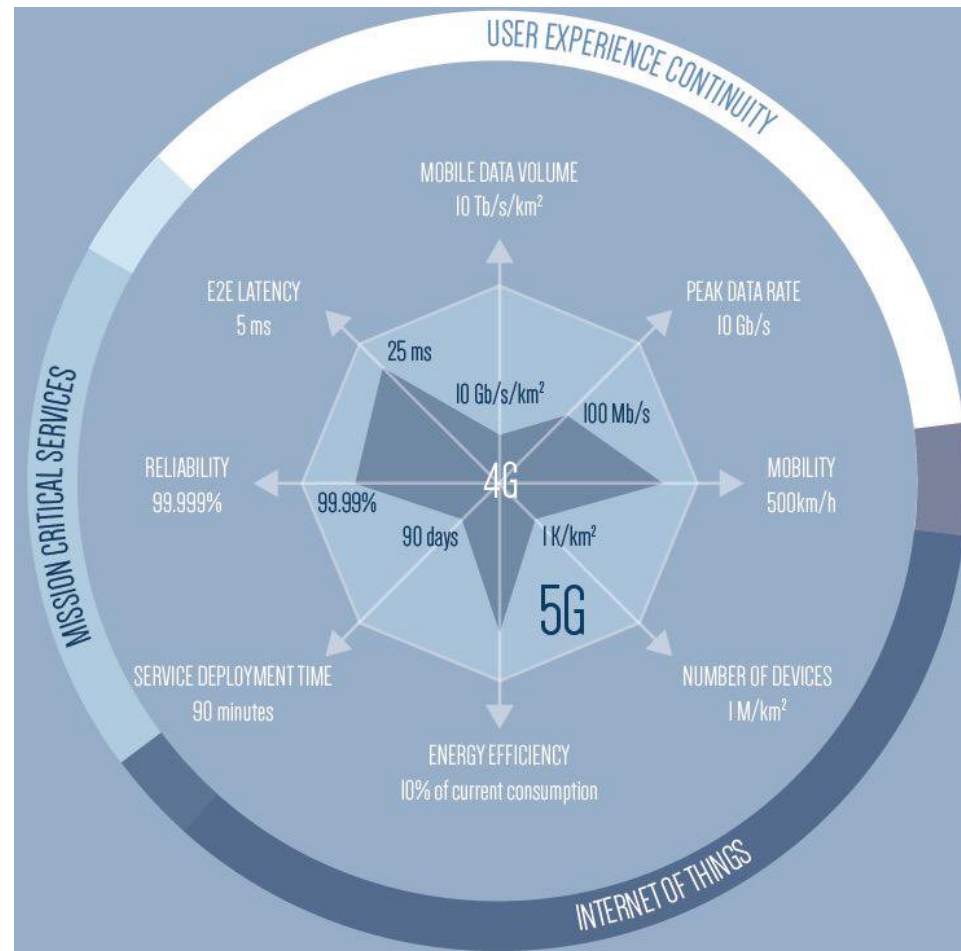 USER EXPERIENCE CONTINUITY
MOBILE DATA VOLUME
10 Tb/s/km²
E2E LATENCY
5 ms
PEAK DATA RATE
10 Gb/s
25 ms
10 Gb/s/km²
100 Mb/s
MISSION CRITICAL SERVICES
RELIABILITY
99.999%
4G
MOBILITY
500km/h
99.99%
90 days
1 K/km²
5G
SERVICE DEPLOYMENT TIME
90 minutes
NUMBER OF DEVICES
1 M/km²
ENERGY EFFICIENCY
10% of current consumption
INTERNET OF THINGS